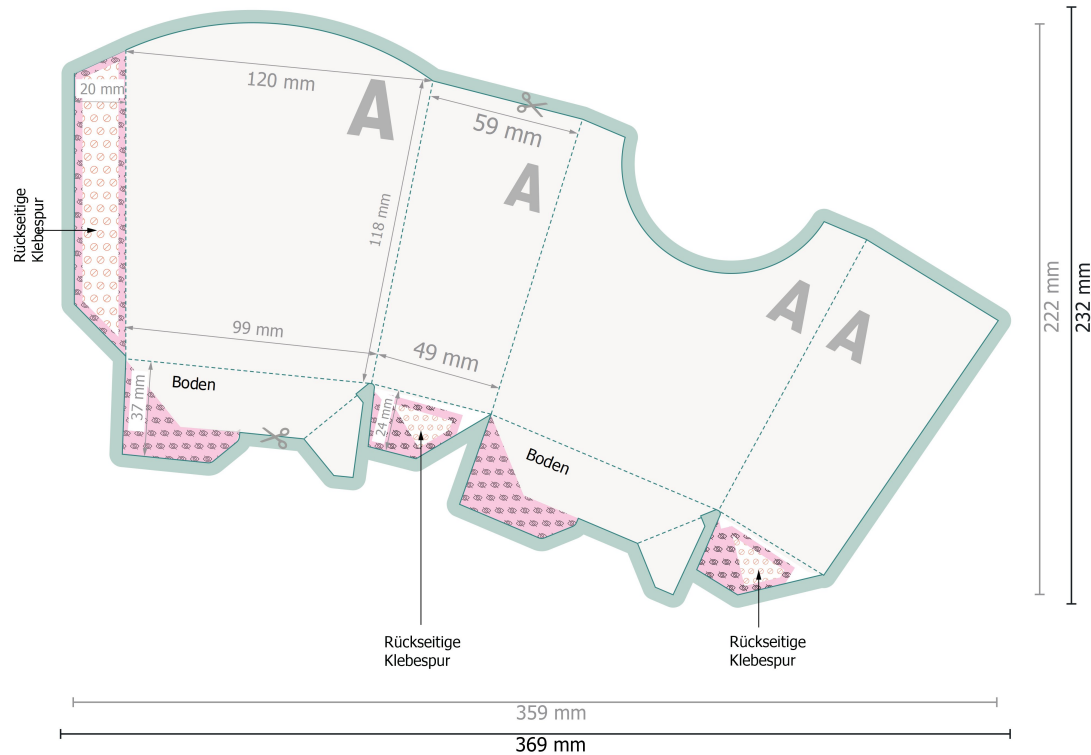 120 mm
A
20 mm
59 mm
A
118 mm
Rückseitige
Klebespur
222 mm
232 mm
A
A
99 mm
49 mm
37 mm
Boden
24 mm
Boden
Rückseitige
Klebespur
Rückseitige
Klebespur
359 mm
369 mm